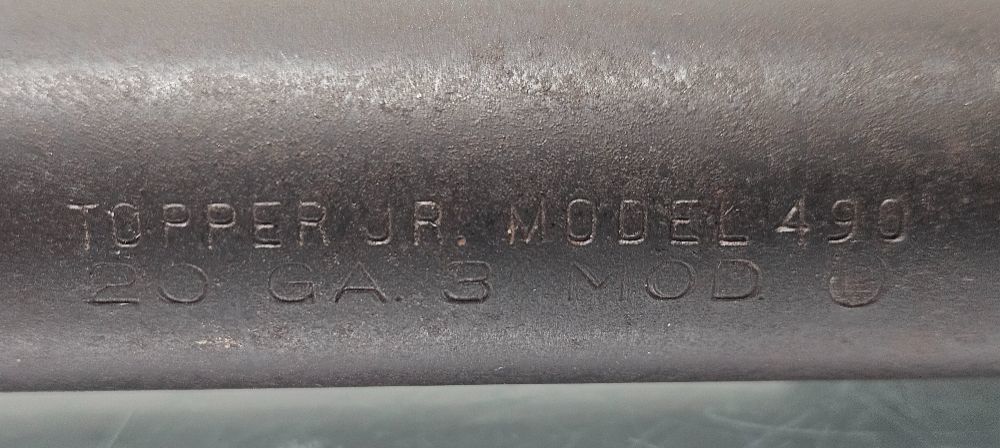 TOPPER JR. MODEL 490
20 GA. 3 MOD.